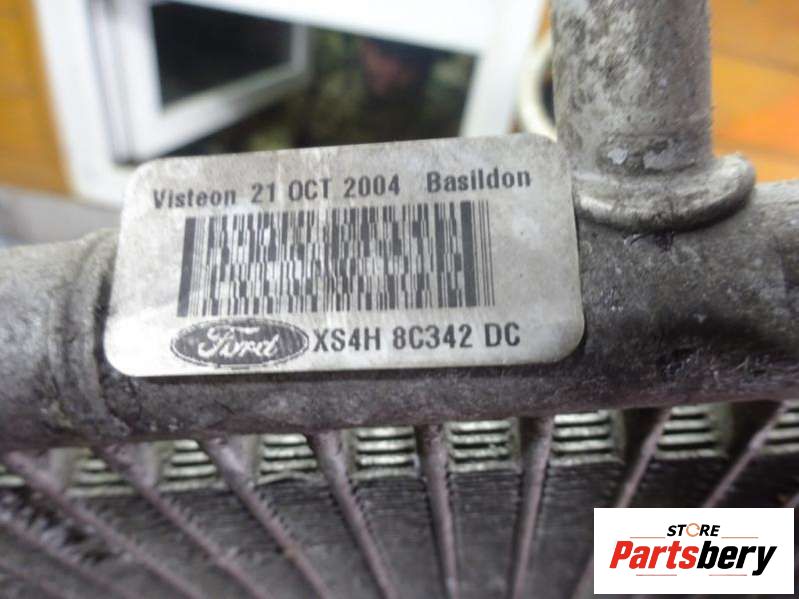 Visteon 21 OCT 2004 Basildon
Ford XS4H 8C342 DC
STORE
Partsbery